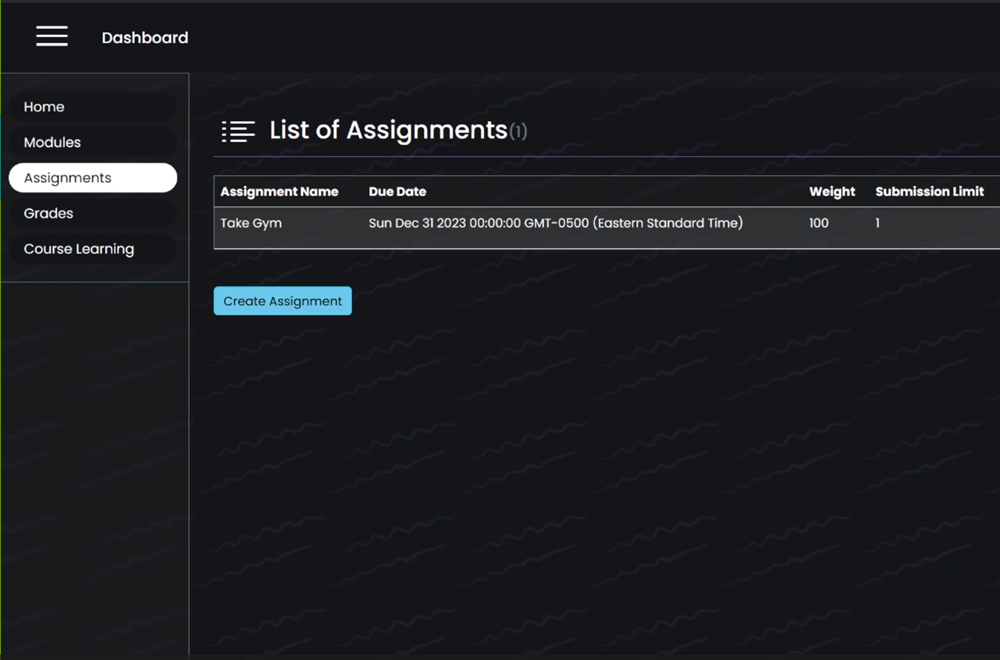 Dashboard
Home
Modules
Assignments
Grades
Course Learning
List of Assignments(1)
Assignment Name Due Date Weight Submission Limit
Take Gym Sun Dec 31 2023 00:00:00 GMT-0500 (Eastern Standard Time) 100 1
Create Assignment